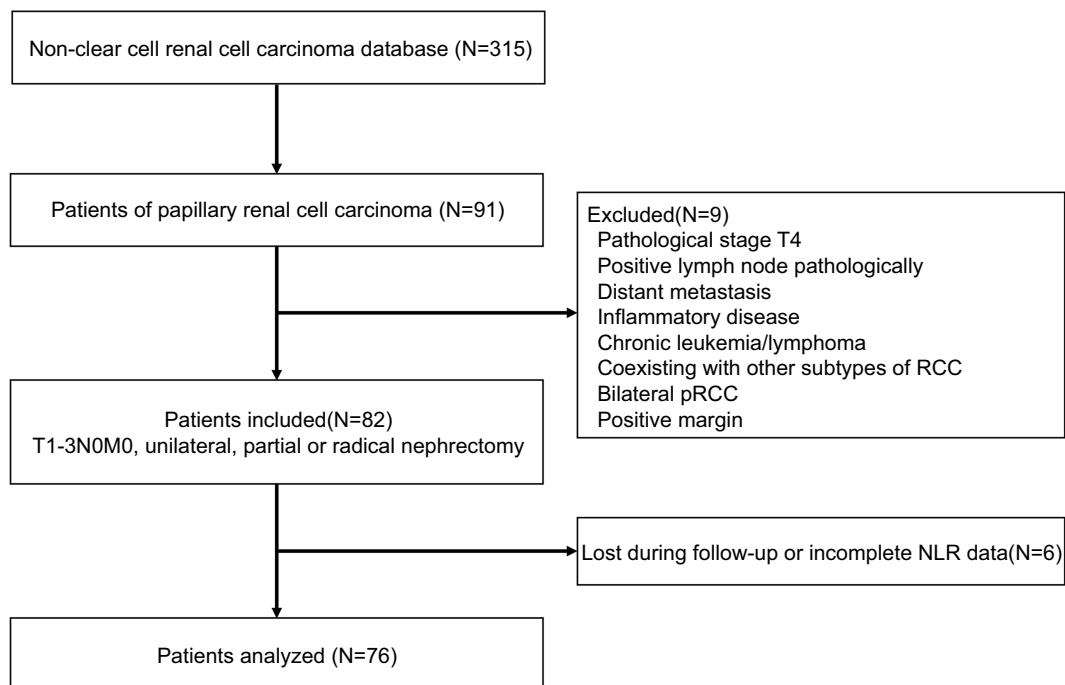 Non-clear cell renal cell carcinoma database (N=315)
Patients of papillary renal cell carcinoma (N=91)
Excluded(N=9)
Pathological stage T4
Positive lymph node pathologically
Distant metastasis
Inflammatory disease
Chronic leukemia/lymphoma
Coexisting with other subtypes of RCC
Bilateral pRCC
Positive margin
Patients included(N=82)
T1-3N0M0, unilateral, partial or radical nephrectomy
Lost during follow-up or incomplete NLR data(N=6)
Patients analyzed (N=76)